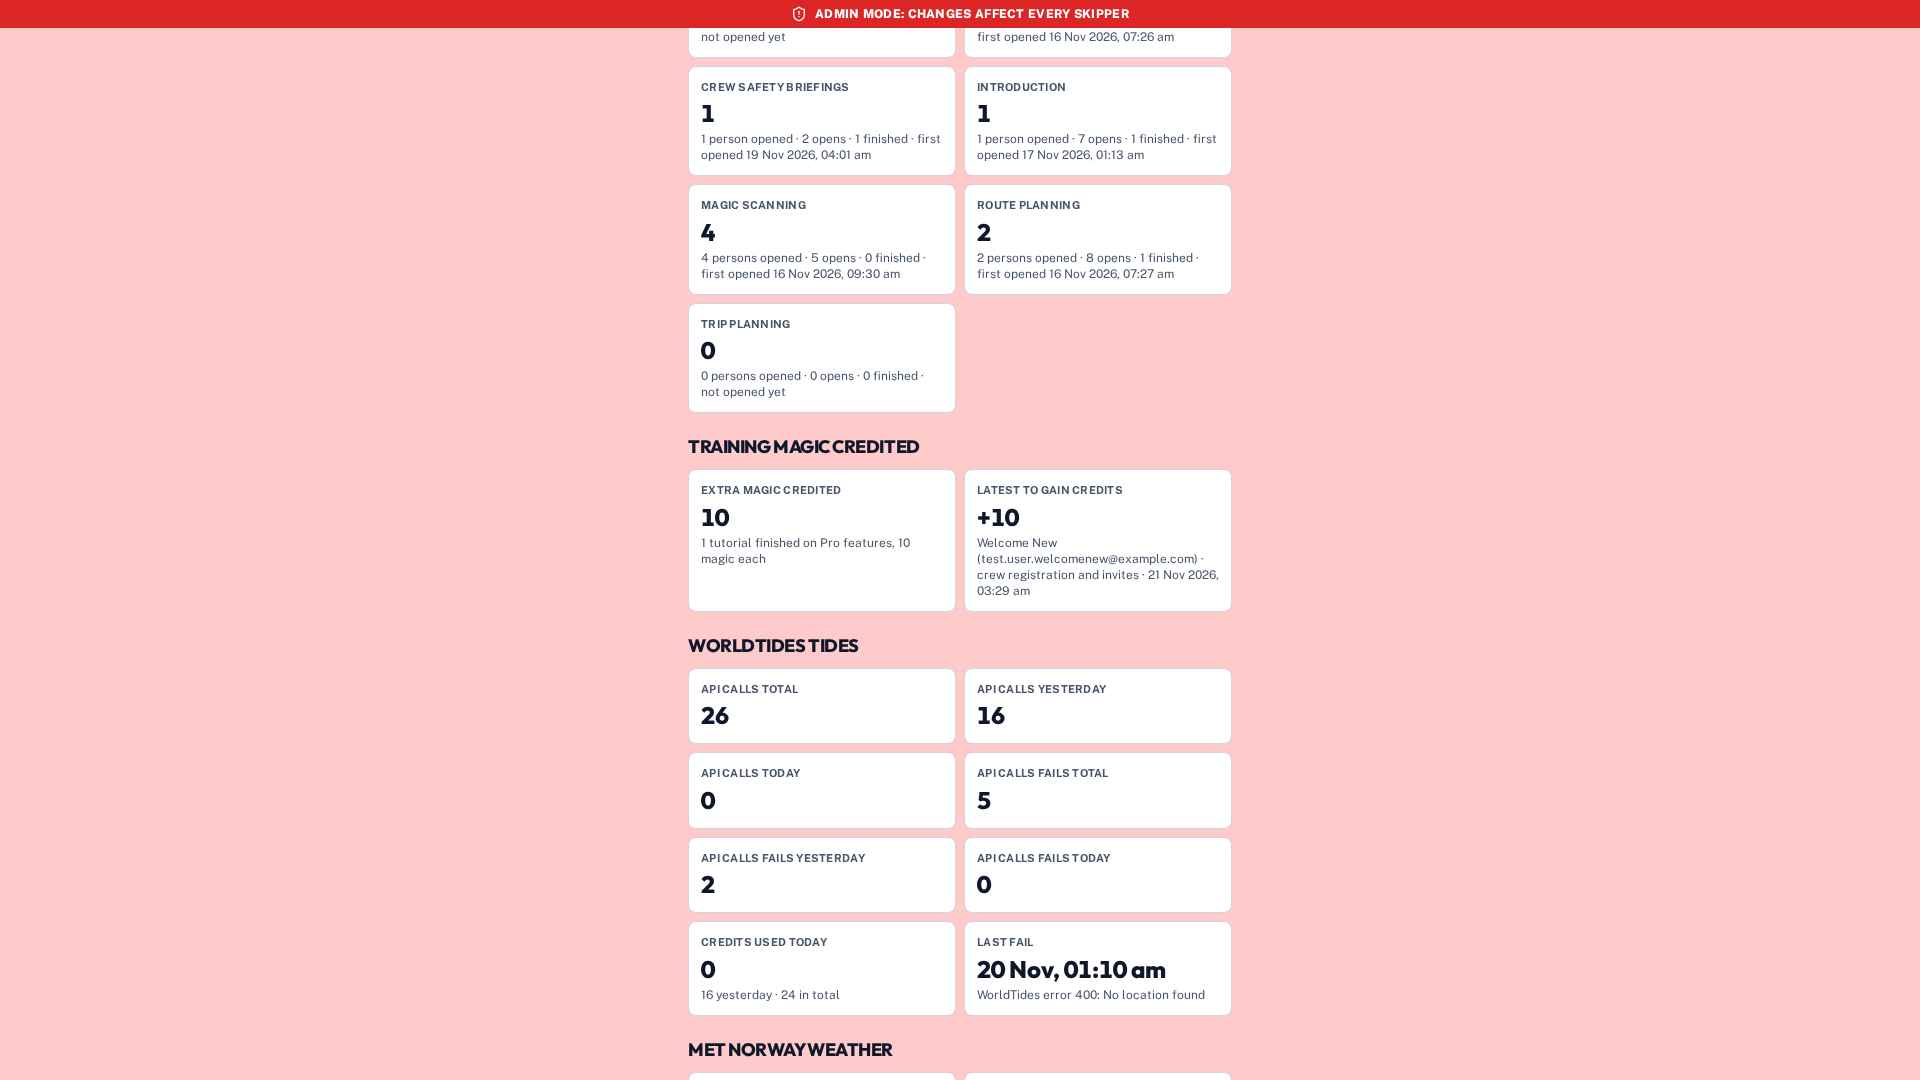 ADMIN MODE: CHANGES AFFECT EVERY SKIPPER
not opened yet
first opened 16 Nov 2026, 07:26 am
CREW SAFETY BRIEFINGS
1
1 person opened · 2 opens · 1 finished · first
opened 19 Nov 2026, 04:01 am
INTRODUCTION
1
1 person opened · 7 opens · 1 finished · first
opened 17 Nov 2026, 01:13 am
MAGIC SCANNING
4
4 persons opened · 5 opens · 0 finished ·
first opened 16 Nov 2026, 09:30 am
ROUTE PLANNING
2
2 persons opened · 8 opens · 1 finished ·
first opened 16 Nov 2026, 07:27 am
TRIP PLANNING
0
0 persons opened · 0 opens · 0 finished ·
not opened yet
TRAINING MAGIC CREDITED
EXTRA MAGIC CREDITED
10
1 tutorial finished on Pro features, 10
magic each
LATEST TO GAIN CREDITS
+10
Welcome New
(test.user.welcomenew@example.com) ·
crew registration and invites · 21 Nov 2026,
03:29 am
WORLDTIDES TIDES
API CALLS TOTAL
26
API CALLS YESTERDAY
16
API CALLS TODAY
0
API CALLS FAILS TOTAL
5
API CALLS FAILS YESTERDAY
2
API CALLS FAILS TODAY
0
CREDITS USED TODAY
0
16 yesterday · 24 in total
LAST FAIL
20 Nov, 01:10 am
WorldTides error 400: No location found
MET NORWAY WEATHER